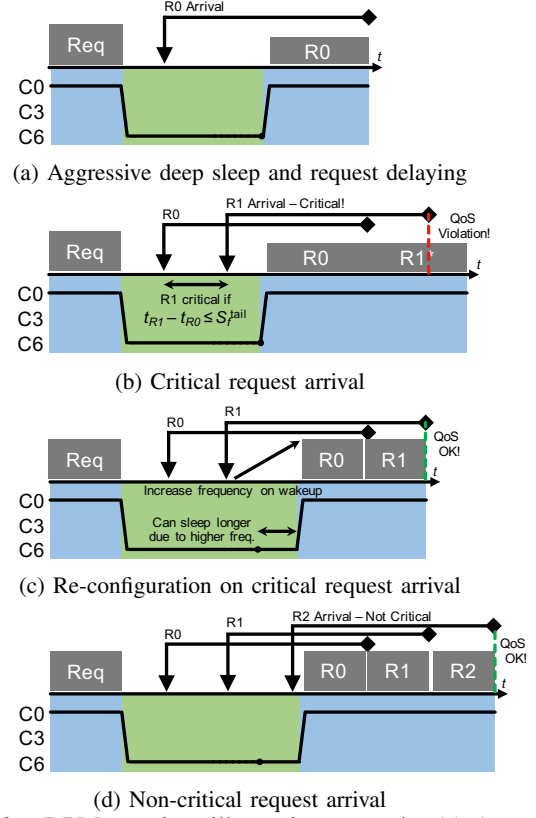 R0 Arrival
Req
R0
t
C0
C3
C6
(a) Aggressive deep sleep and request delaying
R1 Arrival – Critical!
R0
QoS
Violation!
Req
R0
R1
t
C0
C3
C6
R1 critical if
tR1 – tR0 ≤ Sf tail
(b) Critical request arrival
R1
R0
QoS
OK!
Req
R0
R1
t
Increase frequency on wakeup
C0
C3
C6
Can sleep longer
due to higher freq.
(c) Re-configuration on critical request arrival
R2 Arrival – Not Critical
R1
R0
QoS
OK!
Req
R0
R1
R2
t
C0
C3
C6
(d) Non-critical request arrival